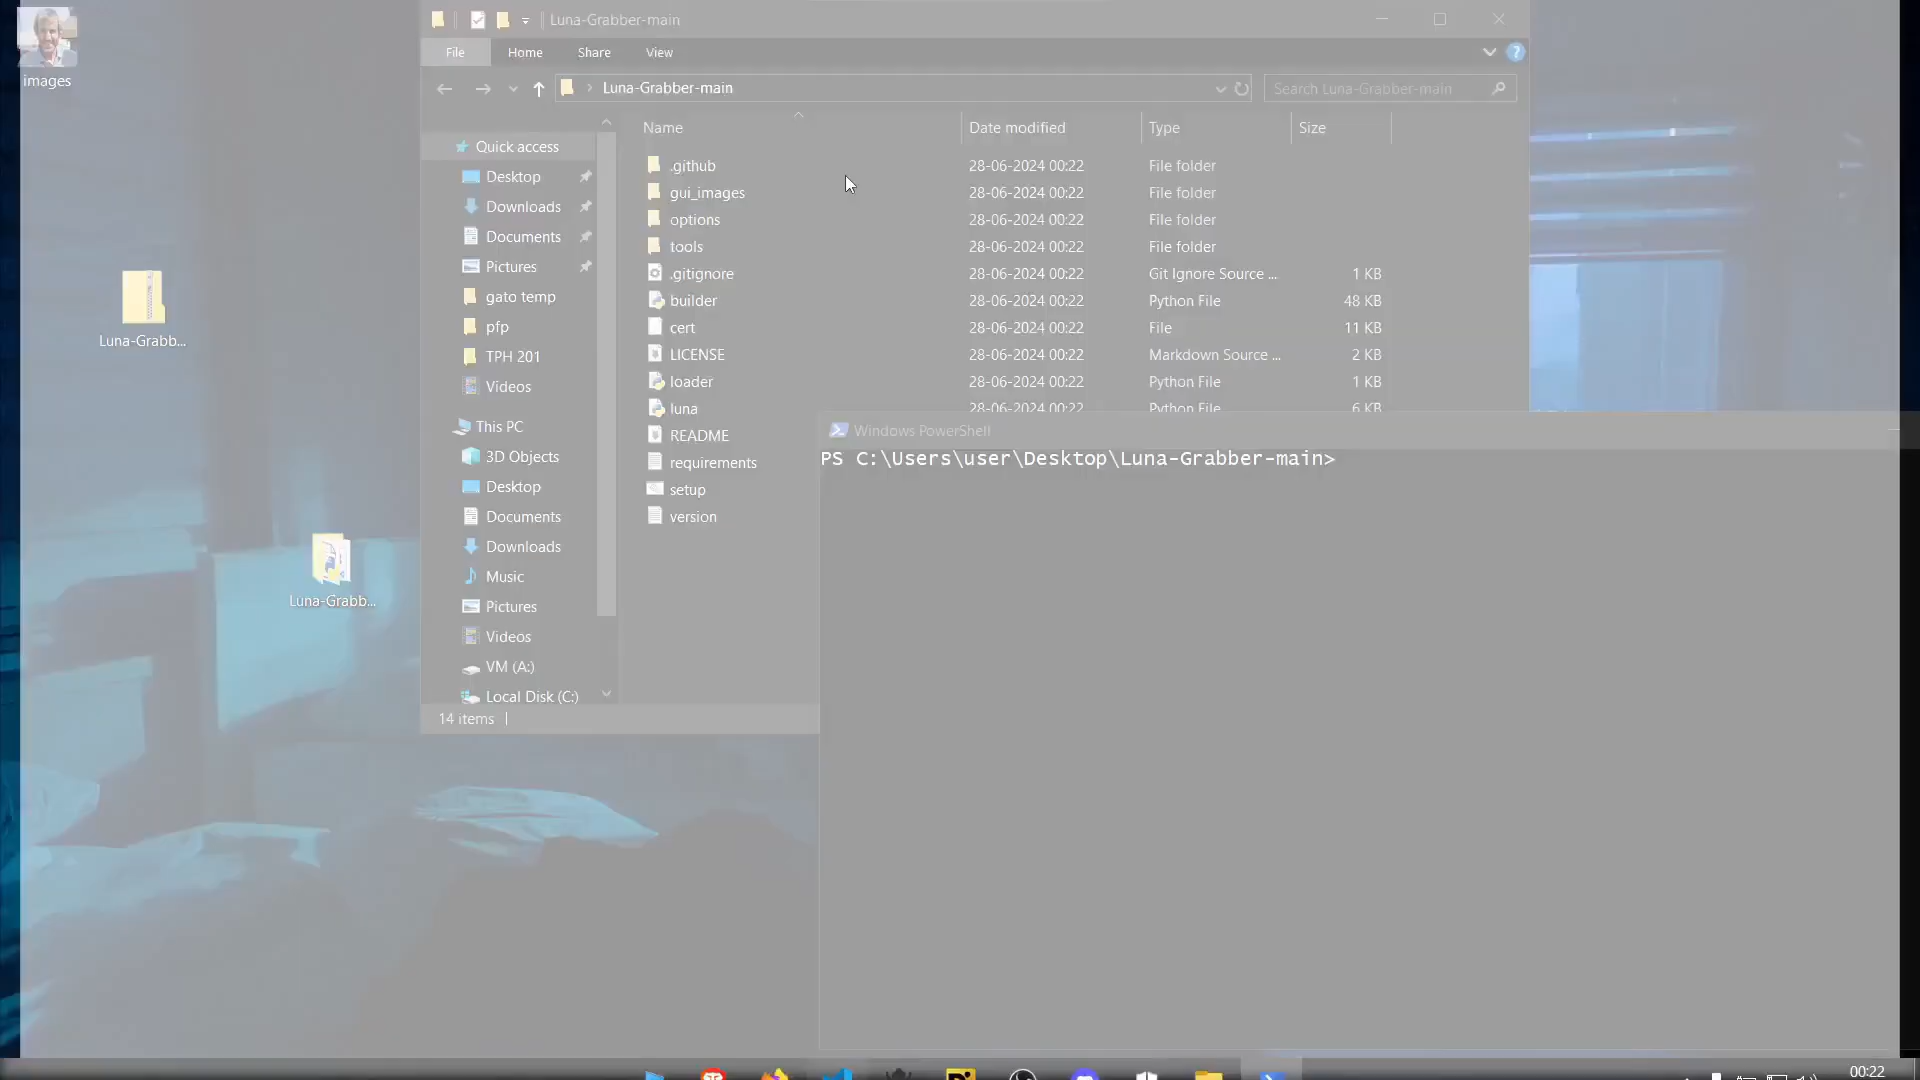 images
Luna-Grabb...
Luna-Grabb...
Luna-Grabber-main
File Home Share View
Luna-Grabber-main
Search Luna-Grabber-main
Quick access
Desktop
Downloads
Documents
Pictures
gato temp
pfp
TPH 201
Videos
This PC
3D Objects
Desktop
Documents
Downloads
Music
Pictures
Videos
VM (A:)
Local Disk (C:)
Name Date modified Type Size
.github 28-06-2024 00:22 File folder
gui_images 28-06-2024 00:22 File folder
options 28-06-2024 00:22 File folder
tools 28-06-2024 00:22 File folder
.gitignore 28-06-2024 00:22 Git Ignore Source ... 1 KB
builder 28-06-2024 00:22 Python File 48 KB
cert 28-06-2024 00:22 File 11 KB
LICENSE 28-06-2024 00:22 Markdown Source ... 2 KB
loader 28-06-2024 00:22 Python File 1 KB
luna 28-06-2024 00:22 Python File 6 KB
README
requirements
setup
version
14 items
Windows PowerShell
PS C:\Users\user\Desktop\Luna-Grabber-main>
00:22